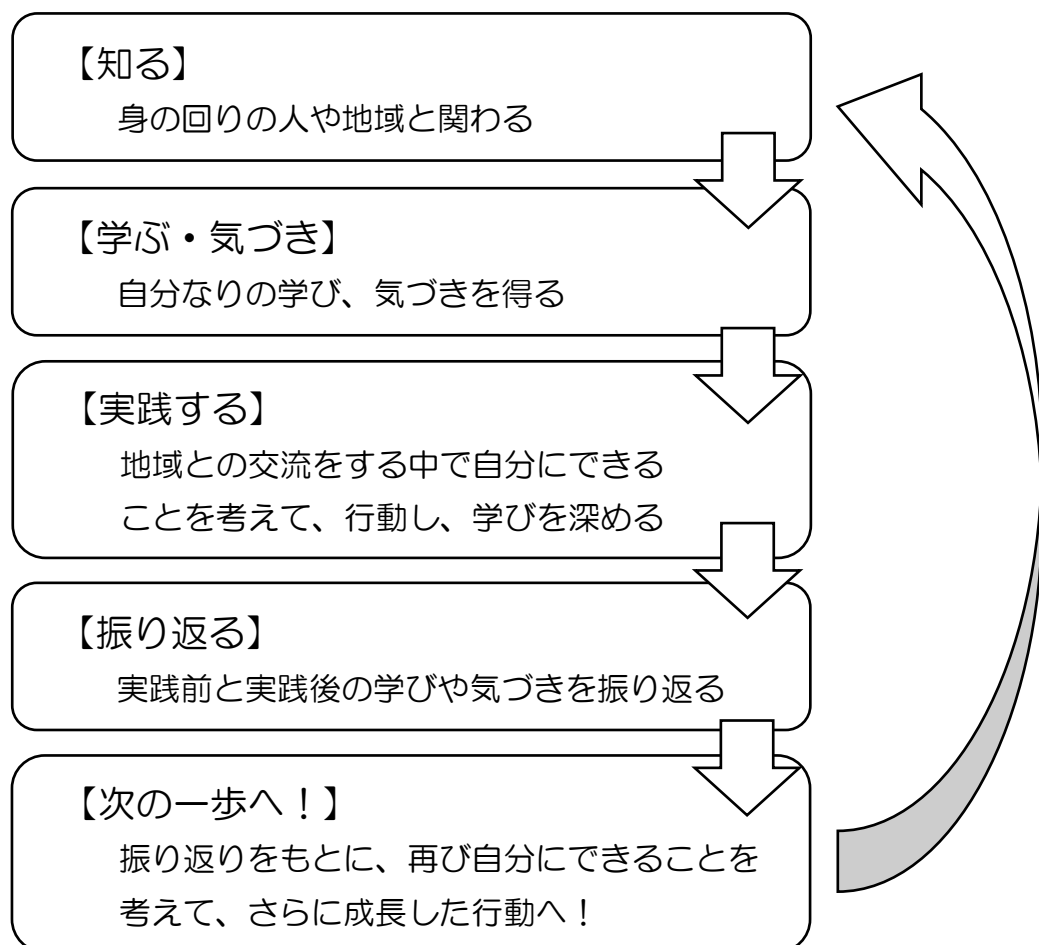 【知る】
身の回りの人や地域と関わる
【学ぶ・気づき】
自分なりの学び、気づきを得る
【実践する】
地域との交流をする中で自分にできる
ことを考えて、行動し、学びを深める
【振り返る】
実践前と実践後の学びや気づきを振り返る
【次の一歩へ！】
振り返りをもとに、再び自分にできることを
考えて、さらに成長した行動へ！